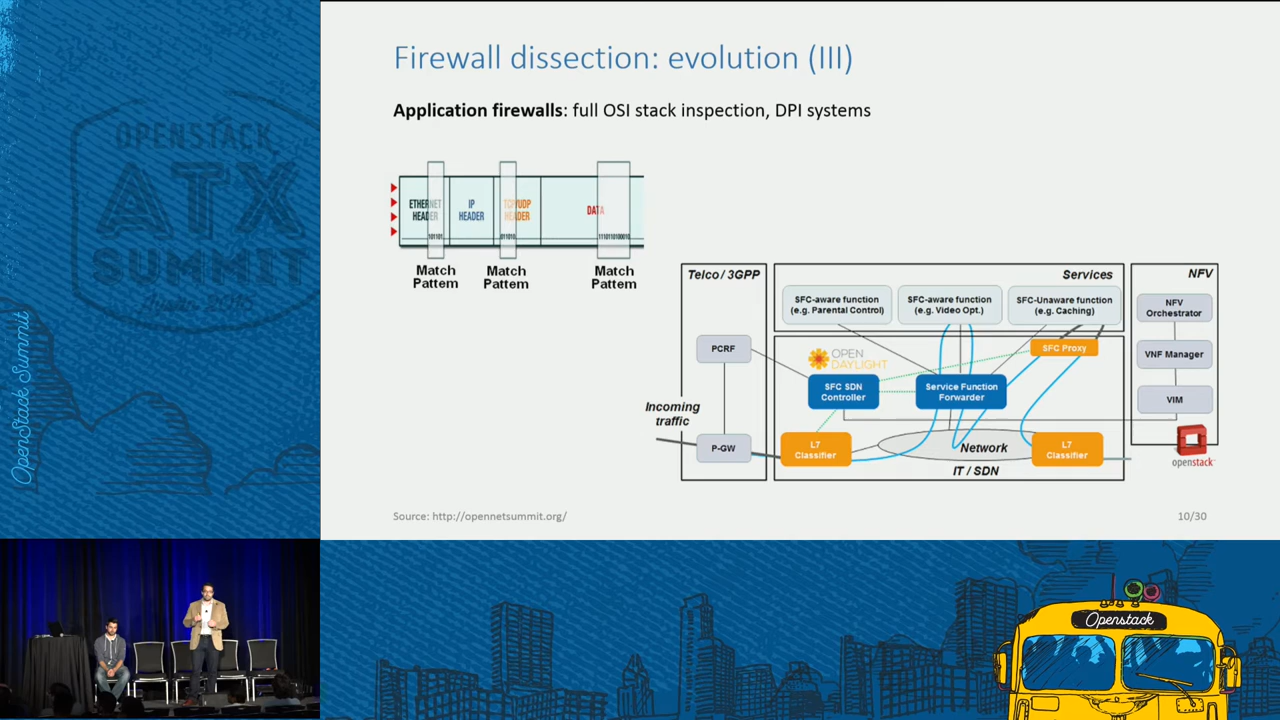 Firewall dissection: evolution (III)
Application firewalls: full OSI stack inspection, DPI systems
ETHERNET
HEADER
IP
HEADER
TCP/UDP
HEADER
DATA
101101
011010
1110110100010
Match
Pattern
Match
Pattern
Match
Pattern
Telco / 3GPP
Services
NFV
SFC-aware function
(e.g. Parental Control)
SFC-aware function
(e.g. Video Opt.)
SFC-Unaware function
(e.g. Caching)
NFV
Orchestrator
PCRF
OPEN
DAYLIGHT
SFC Proxy
VNF Manager
SFC SDN
Controller
Service Function
Forwarder
VIM
Incoming
traffic
P-GW
L7
Classifier
Network
L7
Classifier
IT / SDN
openstack
Source: http://opennetsummit.org/
10/30
OPENSTACK
ATX
SUMMIT
OpenStack Summit
Openstack